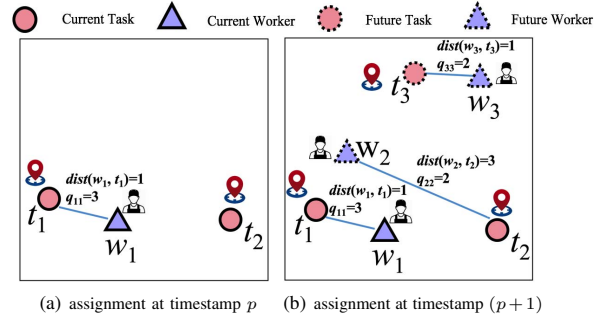 Current Task Current Worker Future Task Future Worker
dist(w₁, t₁)=1
q₁₁=3
t₁
w₁
t₂
dist(w₃, t₃)=1
q₃₃=2
t₃
w₃
w₂
dist(w₂, t₂)=3
q₂₂=2
dist(w₁, t₁)=1
q₁₁=3
t₁
w₁
t₂
(a) assignment at timestamp p (b) assignment at timestamp (p + 1)